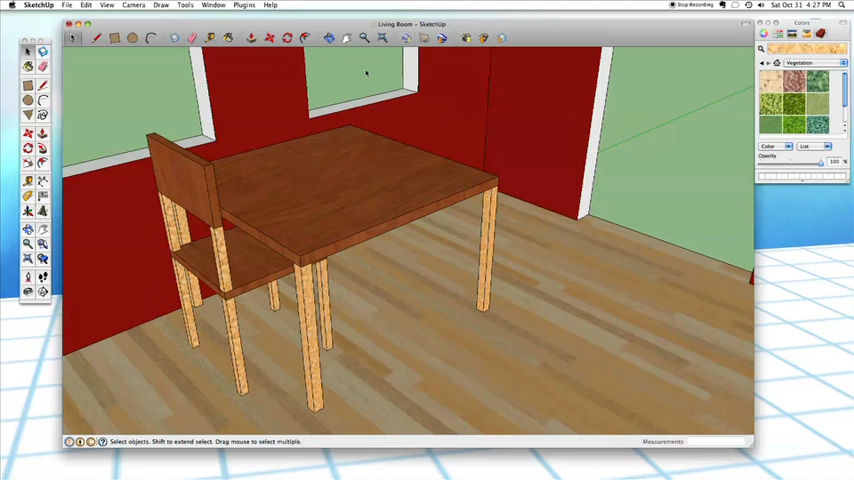 SketchUp File Edit View Camera Draw Tools Window Plugins Help
Stop Recording Sat Oct 31 4:27 PM
Living Room – SketchUp
Colors
Vegetation
Color List
Opacity
100 %
Select objects. Shift to extend select. Drag mouse to select multiple.
Measurements